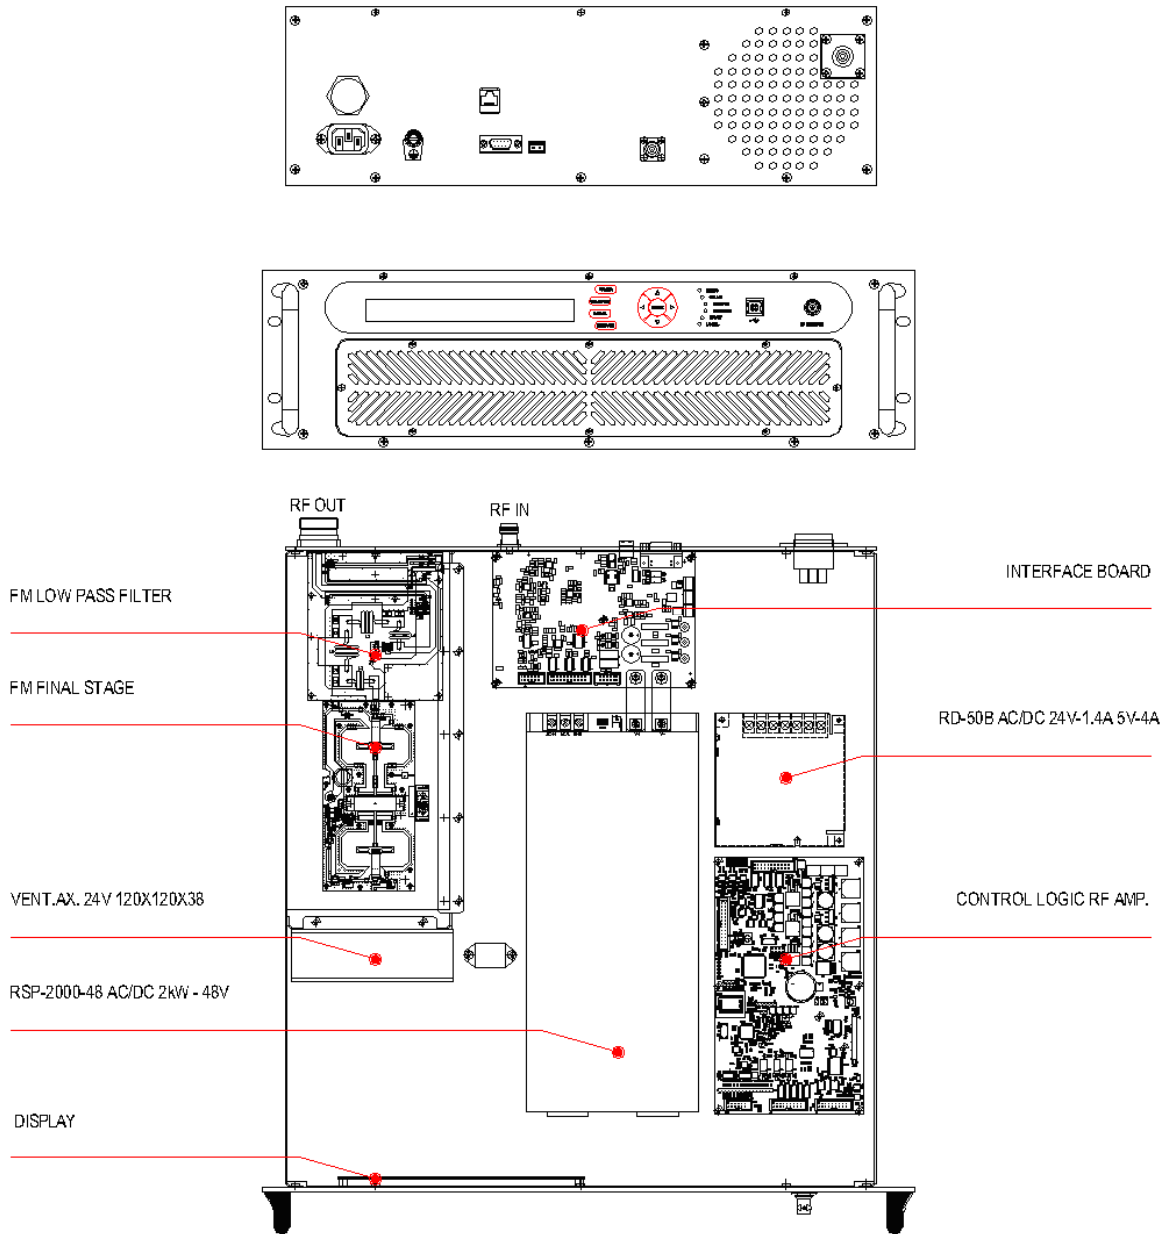 RF OUT
RF IN
INTERFACE BOARD
FM LOW PASS FILTER
FM FINAL STAGE
RD-50B AC/DC 24V-1.4A 5V-4A
VENT.AX. 24V 120X120X38
CONTROL LOGIC RF AMP.
RSP-2000-48 AC/DC 2kW - 48V
DISPLAY